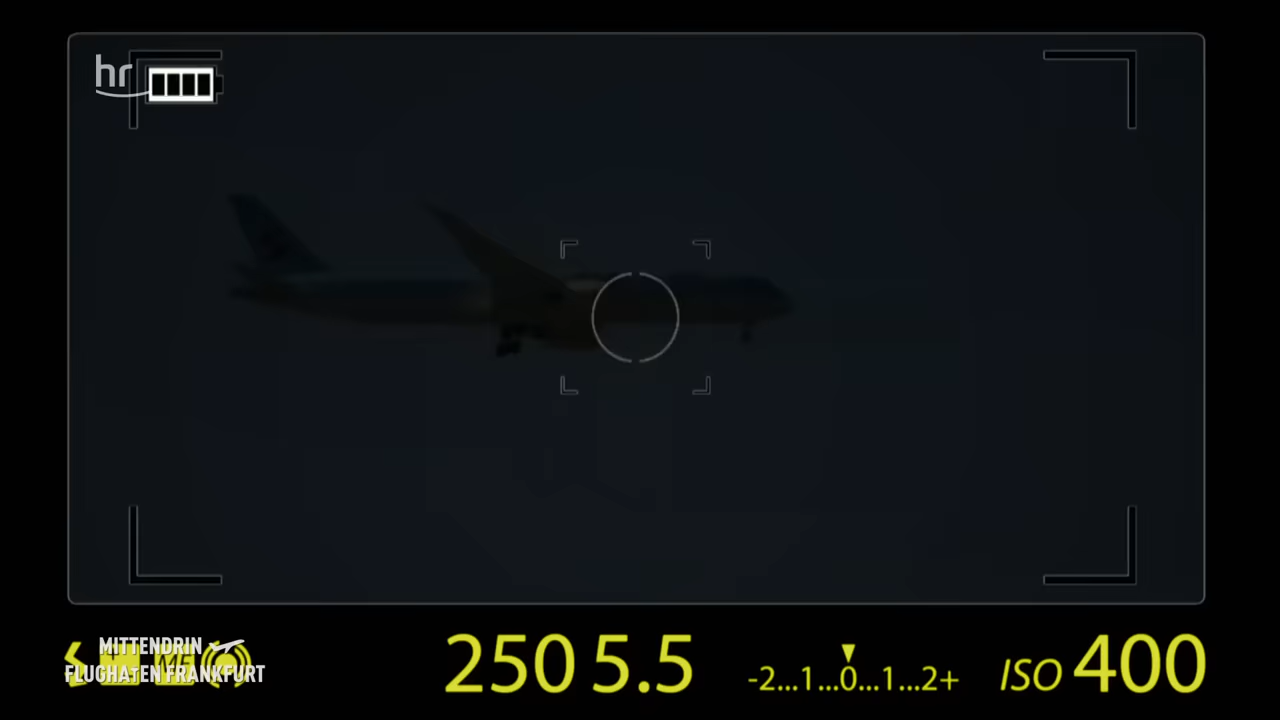 hr
MITTENDRIN
FLUGHAFEN FRANKFURT
250 5.5
-2...1...0...1...2+
ISO 400